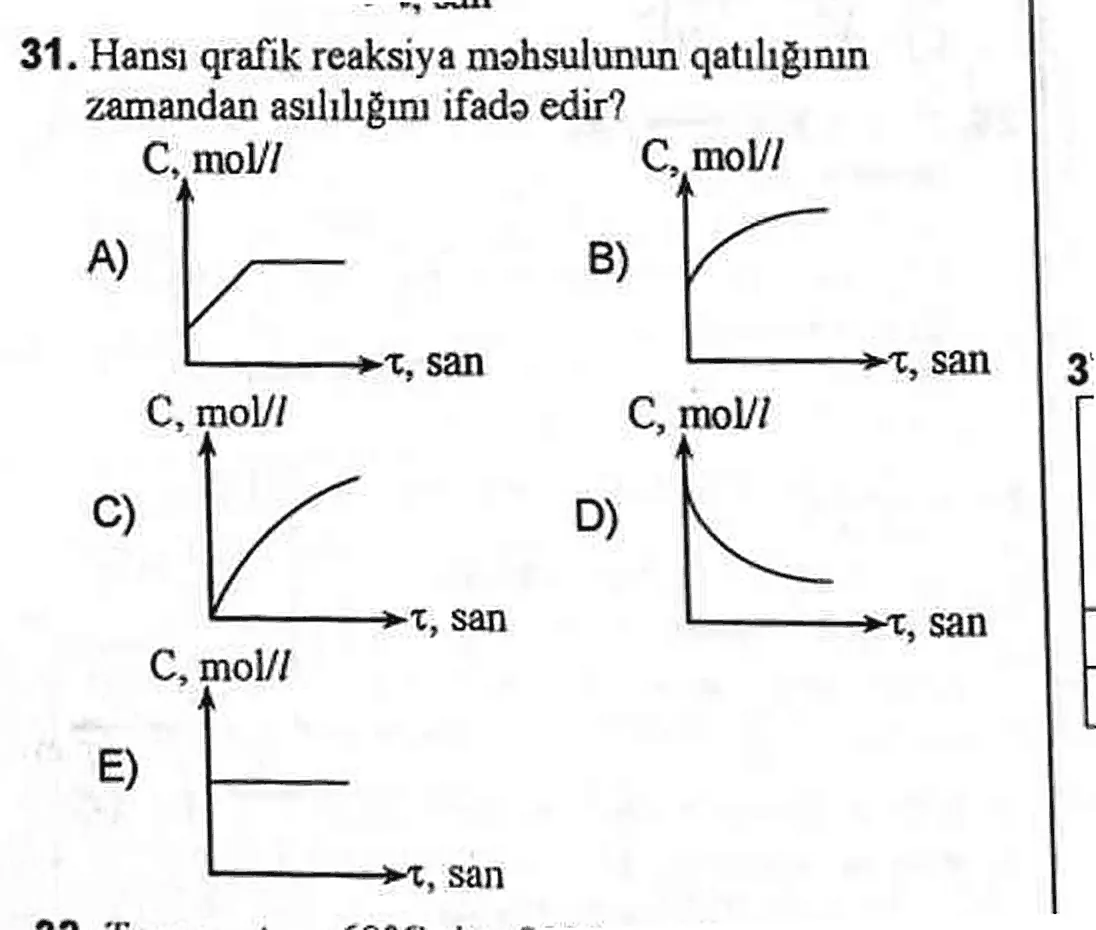 31. Hansı qrafik reaksiya məhsulunun qatılığının
zamandan asılılığını ifadə edir?
A) C, mol/l τ, san
B) C, mol/l τ, san
C) C, mol/l τ, san
D) C, mol/l τ, san
E) C, mol/l τ, san
3